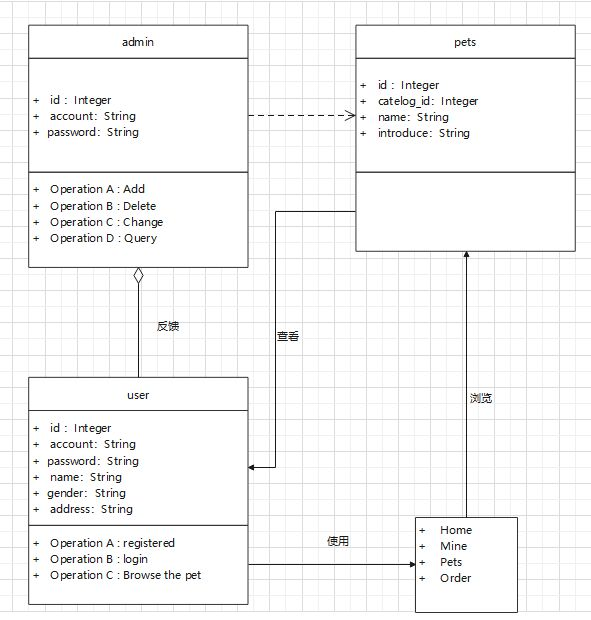 admin
+ id : Integer
+ account: String
+ password: String
+ Operation A : Add
+ Operation B : Delete
+ Operation C : Change
+ Operation D : Query
pets
+ id : Integer
+ catelog_id: Integer
+ name: String
+ introduce: String
反馈
查看
浏览
user
+ id : Integer
+ account: String
+ password: String
+ name: String
+ gender: String
+ address: String
+ Operation A : registered
+ Operation B : login
+ Operation C : Browse the pet
使用
+ Home
+ Mine
+ Pets
+ Order